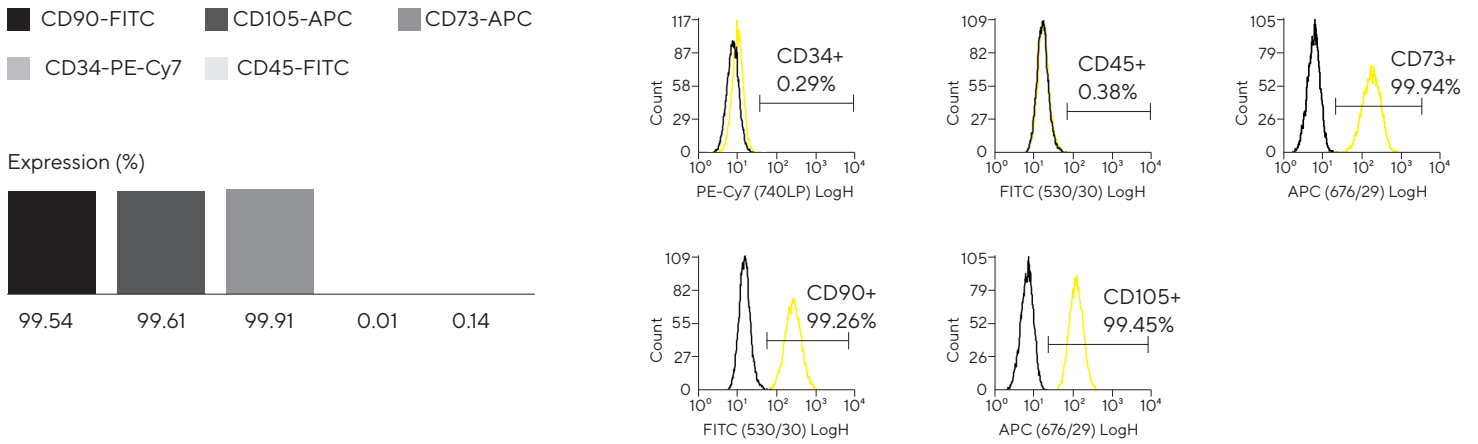 CD90-FITC
CD105-APC
CD73-APC
CD34-PE-Cy7
CD45-FITC
Expression (%)
99.54
99.61
99.91
0.01
0.14
117
87
58
29
0
Count
CD34+
0.29%
10⁰ 10¹ 10² 10³ 10⁴
PE-Cy7 (740LP) LogH
109
82
55
27
0
Count
CD45+
0.38%
10⁰ 10¹ 10² 10³ 10⁴
FITC (530/30) LogH
105
79
52
26
0
Count
CD73+
99.94%
10⁰ 10¹ 10² 10³ 10⁴
APC (676/29) LogH
109
82
55
27
0
Count
CD90+
99.26%
10⁰ 10¹ 10² 10³ 10⁴
FITC (530/30) LogH
105
79
52
26
0
Count
CD105+
99.45%
10⁰ 10¹ 10² 10³ 10⁴
APC (676/29) LogH